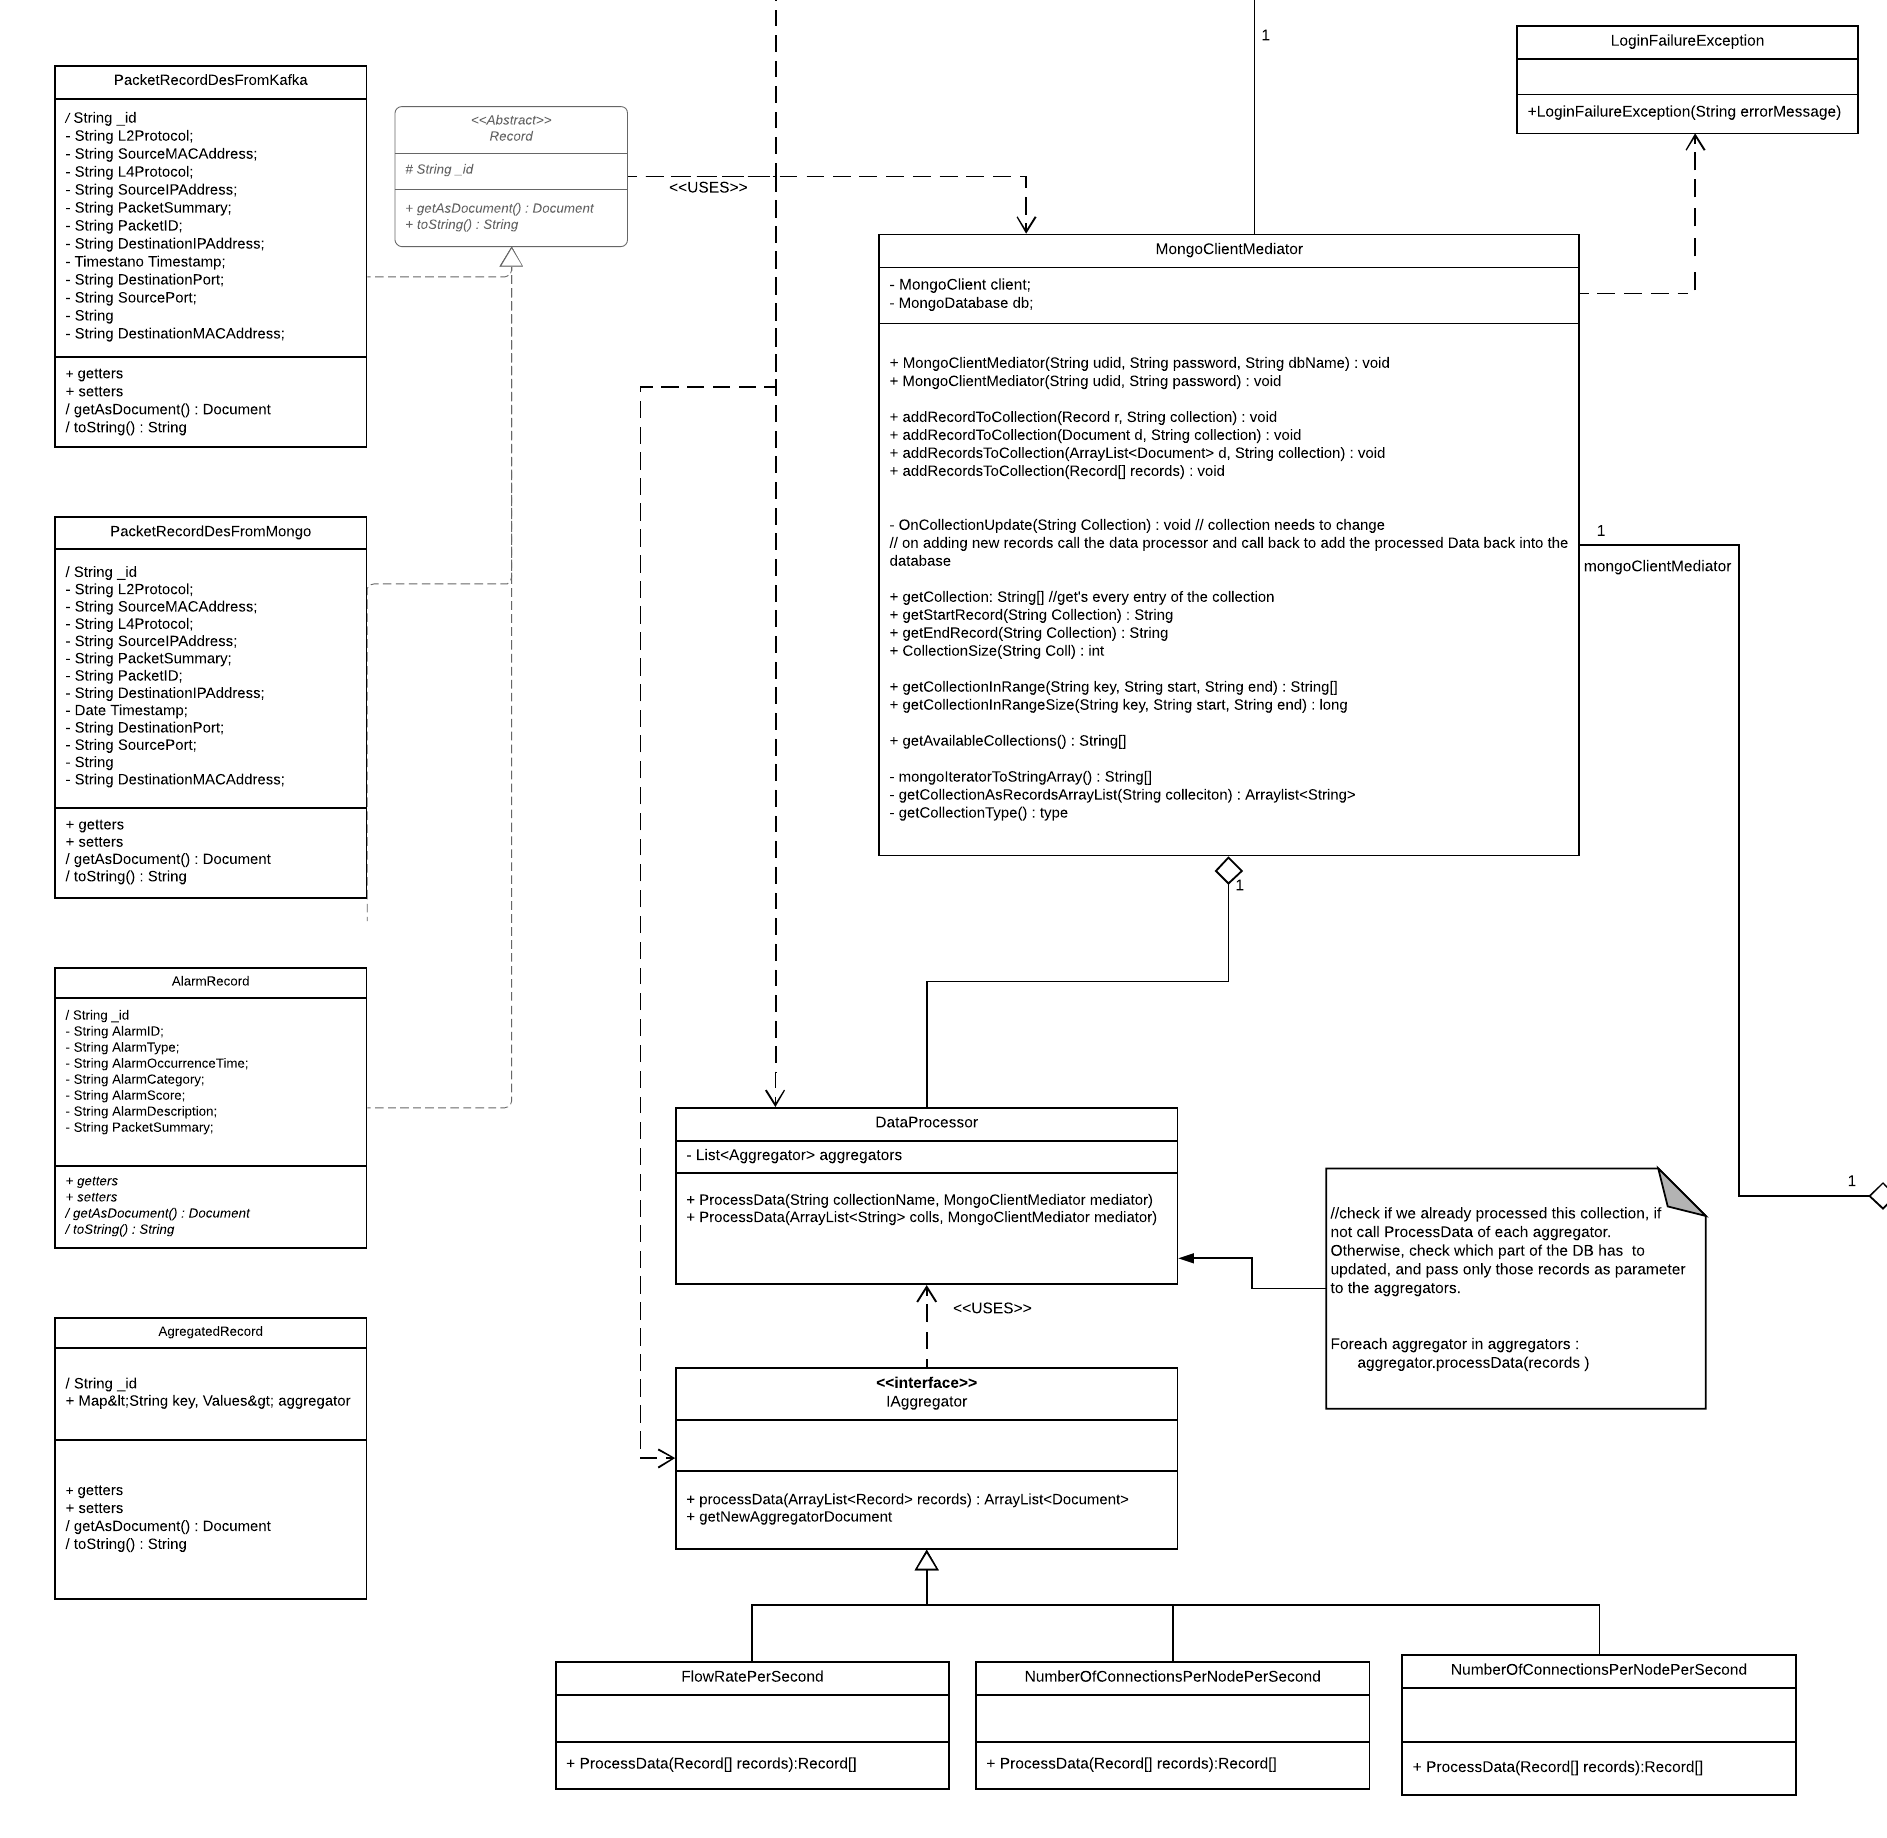 PacketRecordDesFromKafka
/ String _id
- String L2Protocol;
- String SourceMACAddress;
- String L4Protocol;
- String SourceIPAddress;
- String PacketSummary;
- String PacketID;
- String DestinationIPAddress;
- Timestano Timestamp;
- String DestinationPort;
- String SourcePort;
- String
- String DestinationMACAddress;
+ getters
+ setters
/ getAsDocument() : Document
/ toString() : String
<<Abstract>>
Record
# String _id
+ getAsDocument() : Document
+ toString() : String
<<USES>>
1
LoginFailureException
+LoginFailureException(String errorMessage)
MongoClientMediator
- MongoClient client;
- MongoDatabase db;
+ MongoClientMediator(String udid, String password, String dbName) : void
+ MongoClientMediator(String udid, String password) : void
+ addRecordToCollection(Record r, String collection) : void
+ addRecordToCollection(Document d, String collection) : void
+ addRecordsToCollection(ArrayList<Document> d, String collection) : void
+ addRecordsToCollection(Record[] records) : void
- OnCollectionUpdate(String Collection) : void // collection needs to change
// on adding new records call the data processor and call back to add the processed Data back into the
database
+ getCollection: String[] //get's every entry of the collection
+ getStartRecord(String Collection) : String
+ getEndRecord(String Collection) : String
+ CollectionSize(String Coll) : int
+ getCollectionInRange(String key, String start, String end) : String[]
+ getCollectionInRangeSize(String key, String start, String end) : long
+ getAvailableCollections() : String[]
- mongoIteratorToStringArray() : String[]
- getCollectionAsRecordsArrayList(String colleciton) : Arraylist<String>
- getCollectionType() : type
1
mongoClientMediator
1
1
PacketRecordDesFromMongo
/ String _id
- String L2Protocol;
- String SourceMACAddress;
- String L4Protocol;
- String SourceIPAddress;
- String PacketSummary;
- String PacketID;
- String DestinationIPAddress;
- Date Timestamp;
- String DestinationPort;
- String SourcePort;
- String
- String DestinationMACAddress;
+ getters
+ setters
/ getAsDocument() : Document
/ toString() : String
AlarmRecord
/ String _id
- String AlarmID;
- String AlarmType;
- String AlarmOccurrenceTime;
- String AlarmCategory;
- String AlarmScore;
- String AlarmDescription;
- String PacketSummary;
+ getters
+ setters
/ getAsDocument() : Document
/ toString() : String
DataProcessor
- List<Aggregator> aggregators
+ ProcessData(String collectionName, MongoClientMediator mediator)
+ ProcessData(ArrayList<String> colls, MongoClientMediator mediator)
//check if we already processed this collection, if
not call ProcessData of each aggregator.
Otherwise, check which part of the DB has  to
updated, and pass only those records as parameter
to the aggregators.
Foreach aggregator in aggregators :
aggregator.processData(records )
<<USES>>
AgregatedRecord
/ String _id
+ Map&lt;String key, Values&gt; aggregator
+ getters
+ setters
/ getAsDocument() : Document
/ toString() : String
<<interface>>
IAggregator
+ processData(ArrayList<Record> records) : ArrayList<Document>
+ getNewAggregatorDocument
FlowRatePerSecond
+ ProcessData(Record[] records):Record[]
NumberOfConnectionsPerNodePerSecond
+ ProcessData(Record[] records):Record[]
NumberOfConnectionsPerNodePerSecond
+ ProcessData(Record[] records):Record[]